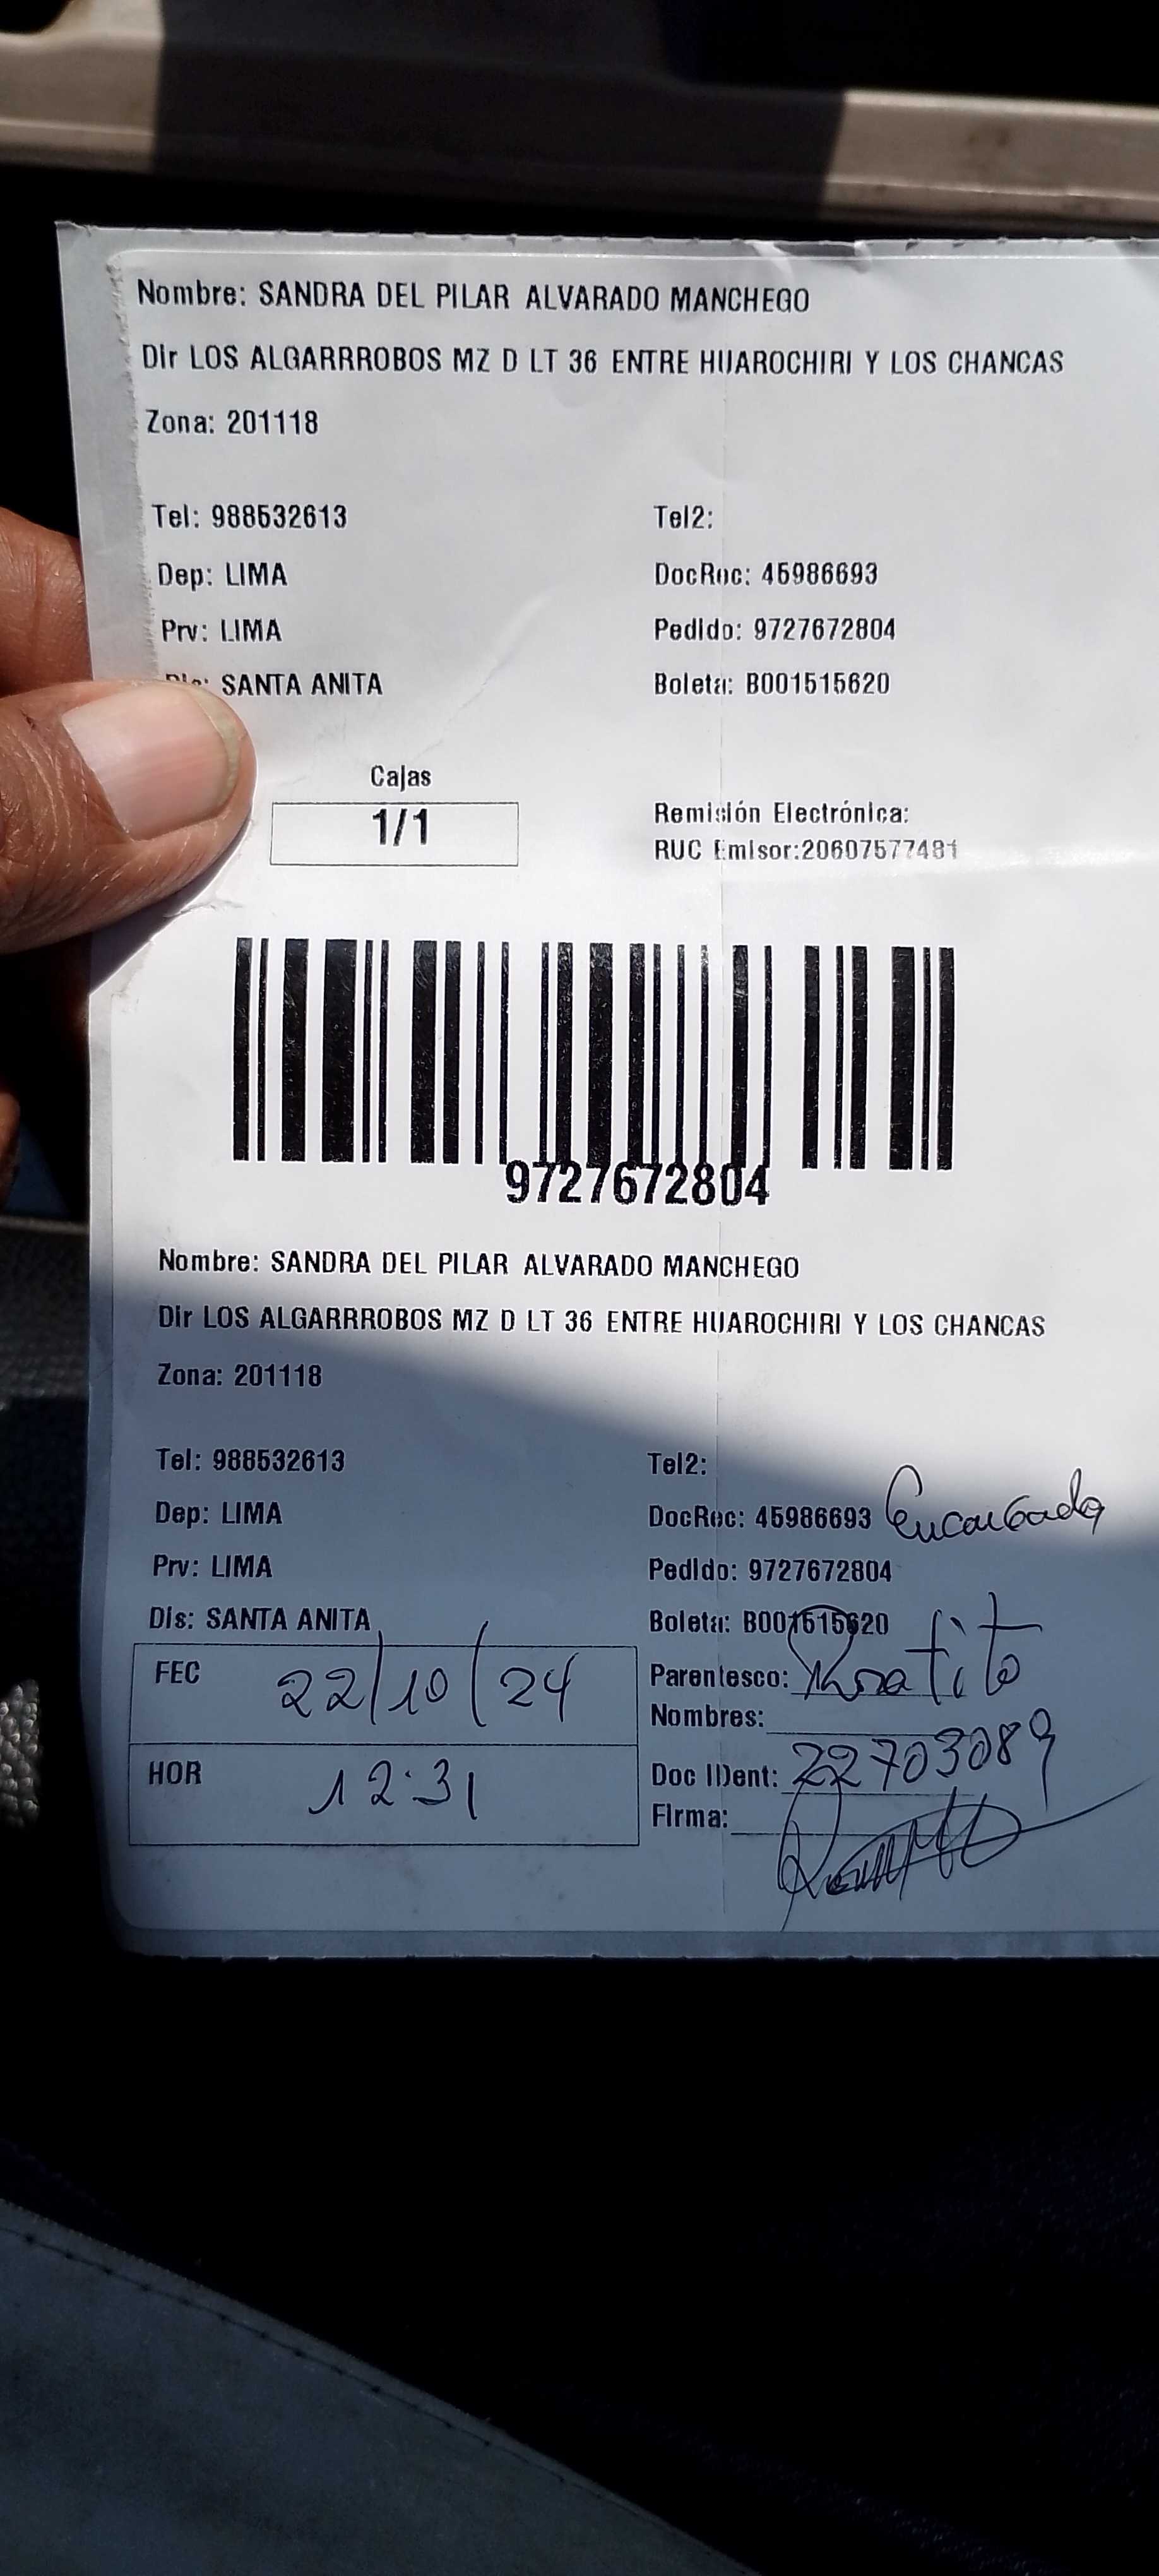 Nombre: SANDRA DEL PILAR ALVARADO MANCHEGO
Dir LOS ALGARRROBOS MZ D LT 36 ENTRE HUAROCHIRI Y LOS CHANCAS
Zona: 201118
Tel: 988532613 Tel2:
Dep: LIMA DocRec: 45986693
Prv: LIMA Pedido: 9727672804
SANTA ANITA Boleta: B001515620
Cajas
1/1 Remisión Electrónica:
RUC Emisor:20607577481
9727672804
Nombre: SANDRA DEL PILAR ALVARADO MANCHEGO
Dir LOS ALGARRROBOS MZ D LT 36 ENTRE HUAROCHIRI Y LOS CHANCAS
Zona: 201118
Tel: 988532613 Tel2:
Dep: LIMA DocRec: 45986693 Encargada
Prv: LIMA Pedido: 9727672804
Dis: SANTA ANITA Boleta: B001515620
FEC 22/10/24 Parentesco: Rosa Tito
Nombres:
HOR 12:31 Doc IDent: 22703089
Firma: